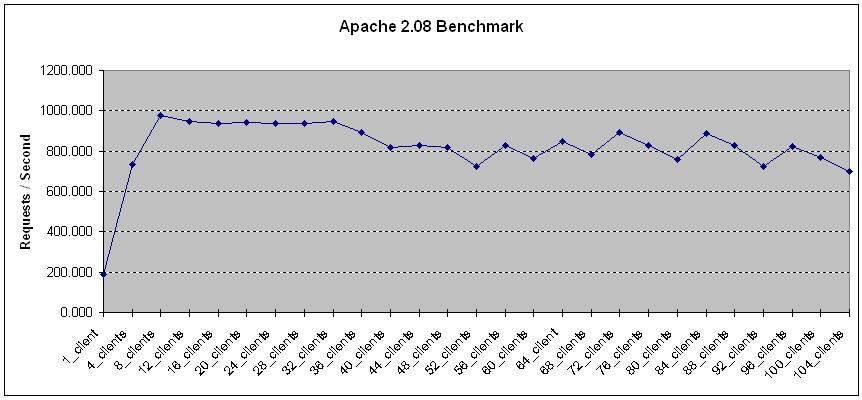 Apache 2.08 Benchmark
1200.000
1000.000
800.000
600.000
400.000
200.000
0.000
Requests / Second
1_client
4_clients
8_clients
12_clients
16_clients
20_clients
24_clients
28_clients
32_clients
36_clients
40_clients
44_clients
48_clients
52_clients
56_clients
60_clients
64_client
68_clients
72_clients
76_clients
80_clients
84_clients
88_clients
92_clients
96_clients
100_clients
104_clients